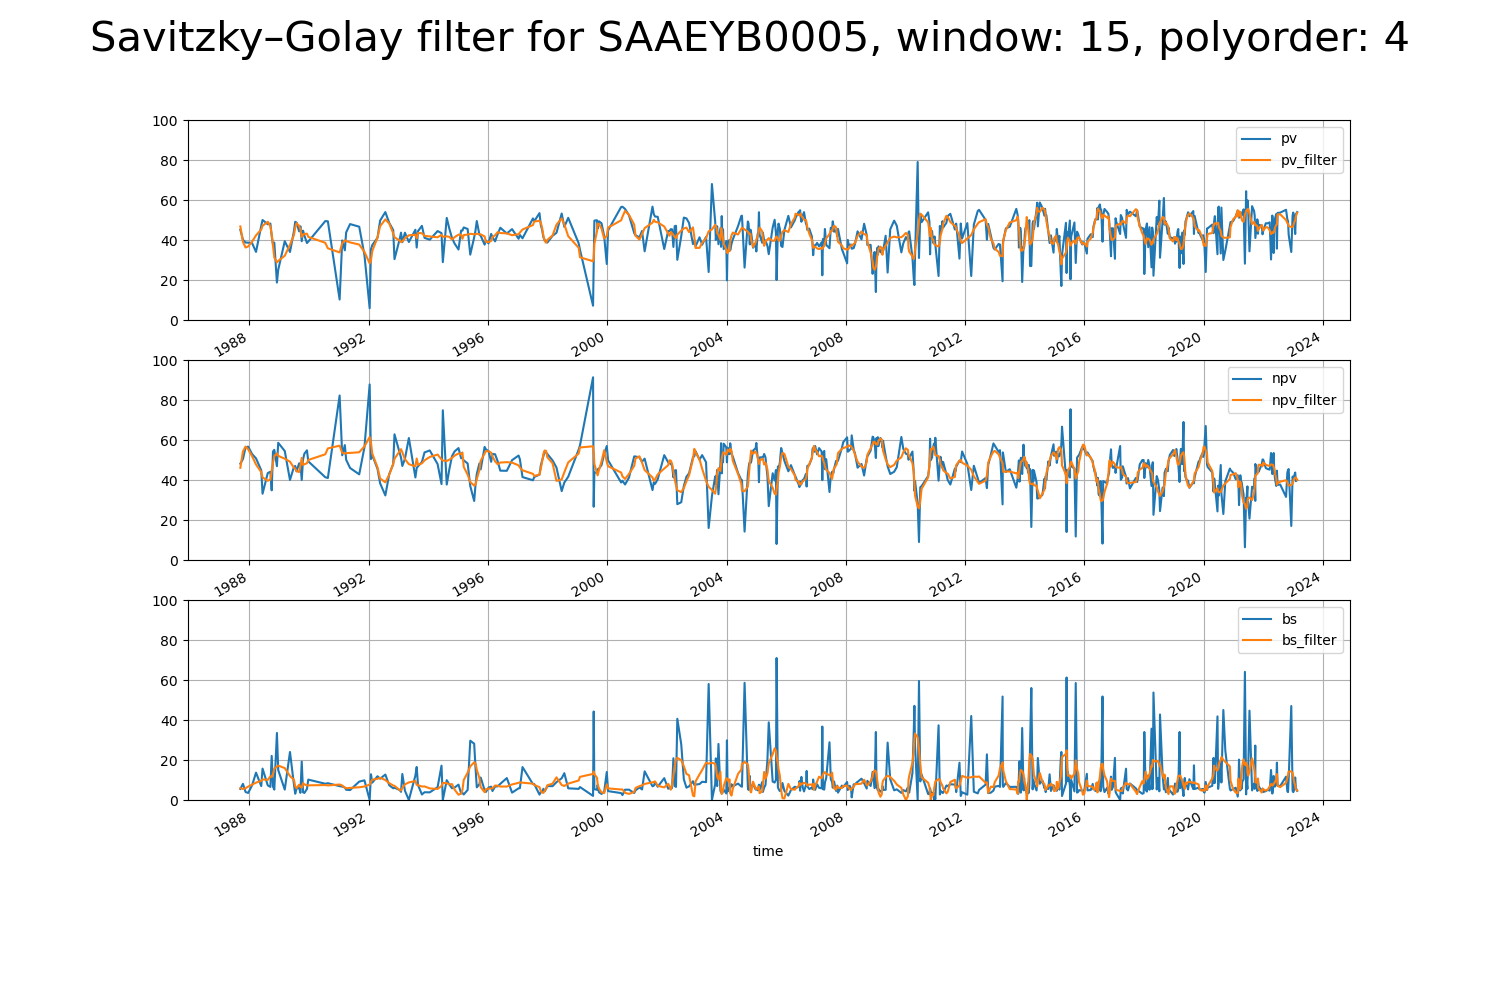 Savitzky–Golay filter for SAAEYB0005, window: 15, polyorder: 4
100
80
60
40
20
0
pv
pv_filter
1988 1992 1996 2000 2004 2008 2012 2016 2020 2024
100
80
60
40
20
0
npv
npv_filter
1988 1992 1996 2000 2004 2008 2012 2016 2020 2024
100
80
60
40
20
0
bs
bs_filter
1988 1992 1996 2000 2004 2008 2012 2016 2020 2024
time